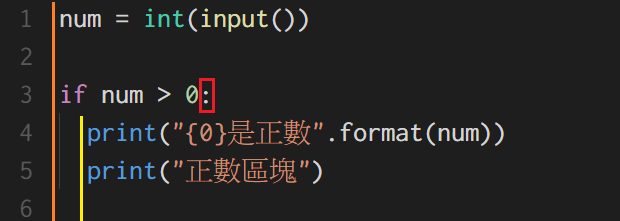 1 num = int(input())
2
3 if num > 0:
4 print("{0}是正數".format(num))
5 print("正數區塊")
6